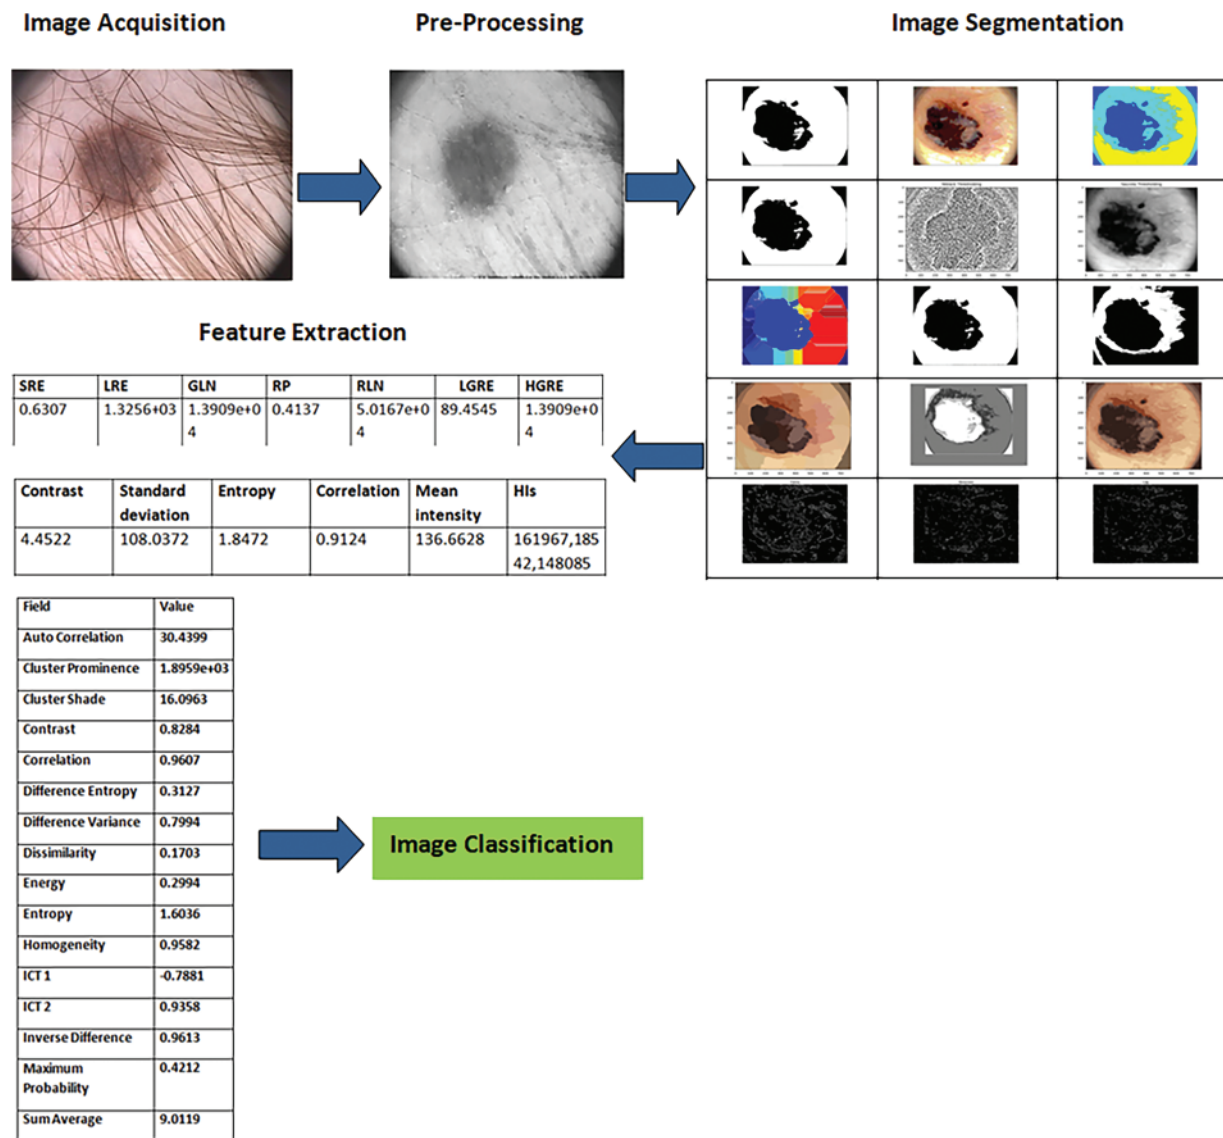 Image Acquisition
Pre-Processing
Image Segmentation
Feature Extraction
SRE LRE GLN RP RLN LGRE HGRE
0.6307 1.3256+03 1.3909e+0 0.4137 5.0167e+0 89.4545 1.3909e+0
4 4 4
Contrast Standard Entropy Correlation Mean HIs
deviation intensity
4.4522 108.0372 1.8472 0.9124 136.6628 161967,185
42,148085
Field Value
Auto Correlation 30.4399
Cluster Prominence 1.8959e+03
Cluster Shade 16.0963
Contrast 0.8284
Correlation 0.9607
Difference Entropy 0.3127
Difference Variance 0.7994
Dissimilarity 0.1703
Energy 0.2994
Entropy 1.6036
Homogeneity 0.9582
ICT 1 -0.7881
ICT 2 0.9358
Inverse Difference 0.9613
Maximum 0.4212
Probability
Sum Average 9.0119
Image Classification